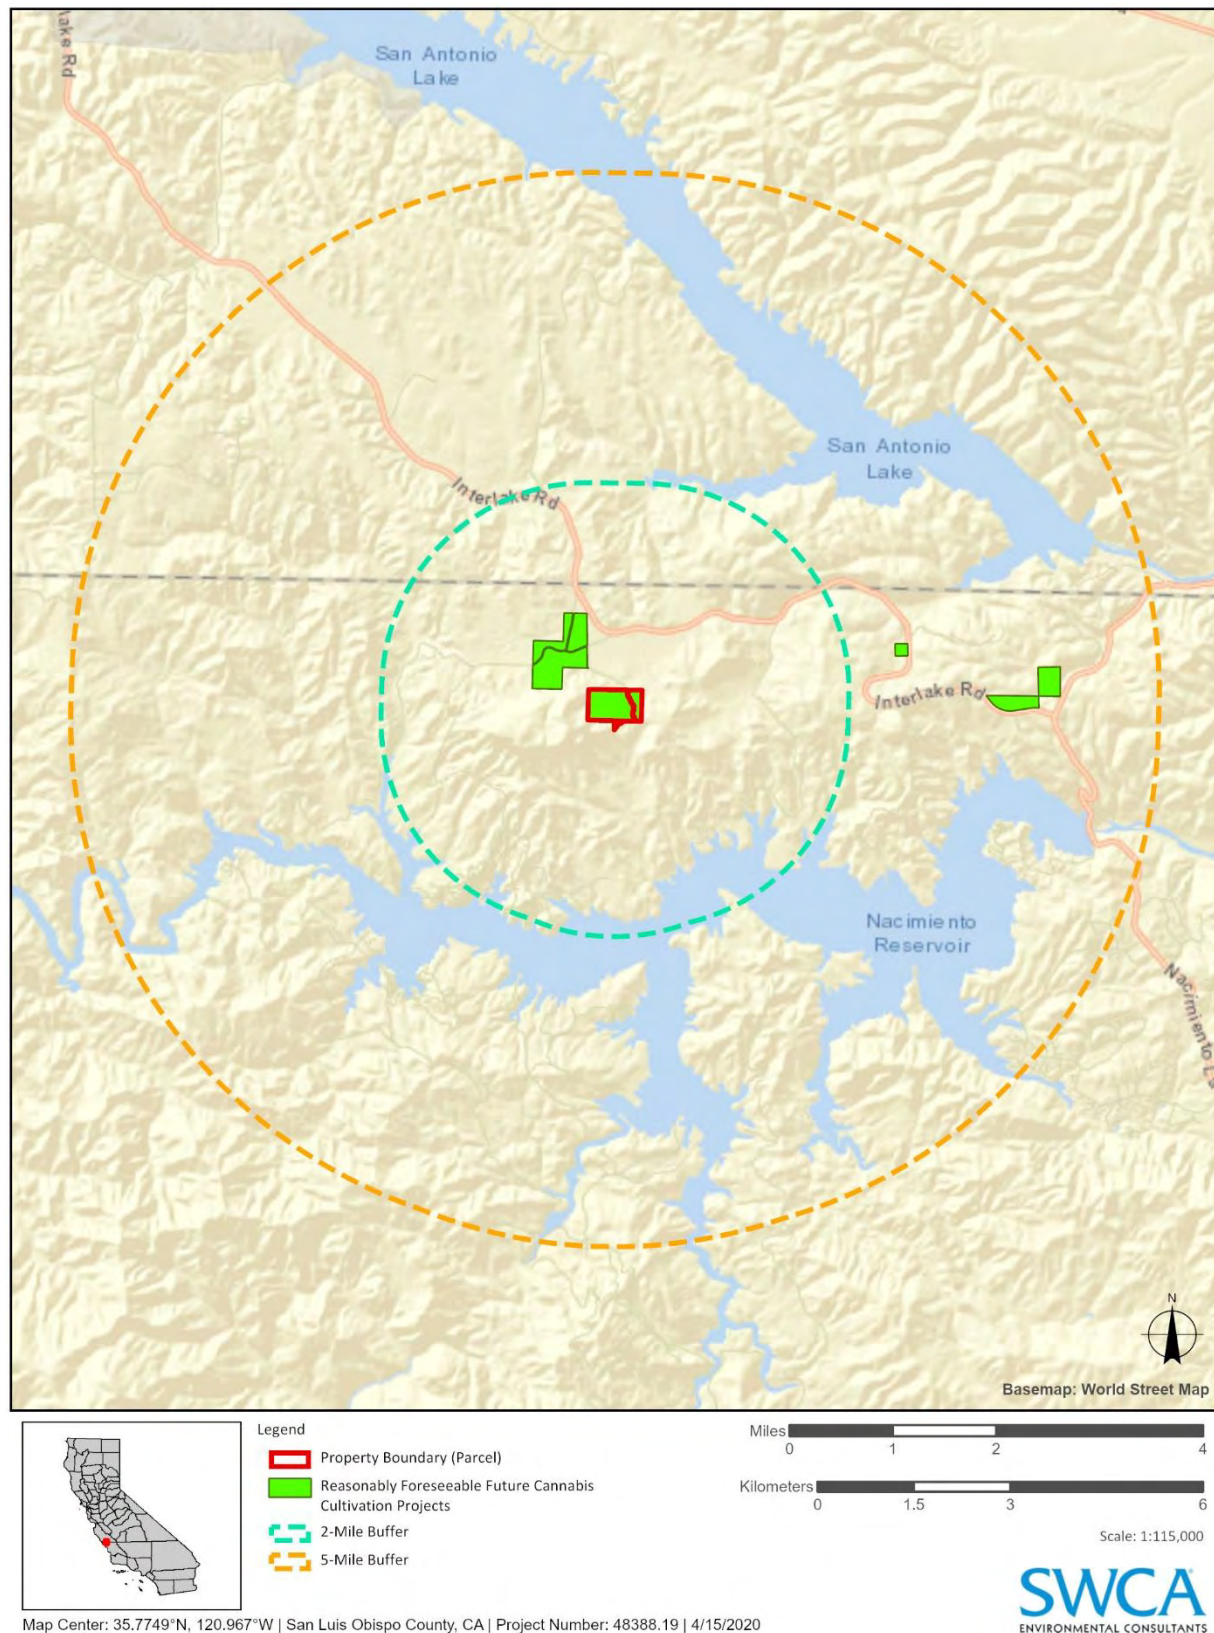 lake Rd
San Antonio
Lake
San Antonio
Lake
Interlake Rd
Interlake Rd
Nacimiento
Reservoir
Nacimiento L
N
Basemap: World Street Map
Legend
Property Boundary (Parcel)
Reasonably Foreseeable Future Cannabis
Cultivation Projects
2-Mile Buffer
5-Mile Buffer
Miles
0 1 2 4
Kilometers
0 1.5 3 6
Scale: 1:115,000
SWCA
ENVIRONMENTAL CONSULTANTS
Map Center: 35.7749°N, 120.967°W | San Luis Obispo County, CA | Project Number: 48388.19 | 4/15/2020